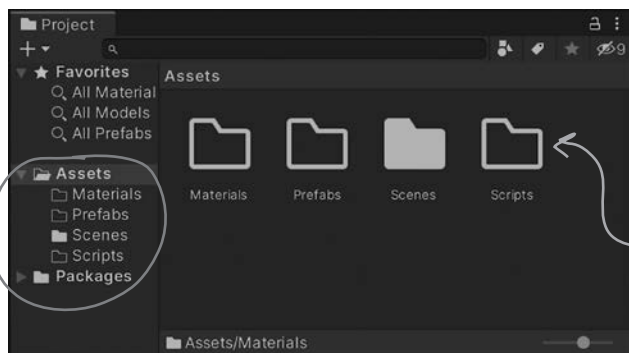 Project
9
Favorites
All Material
All Models
All Prefabs
Assets
Materials
Prefabs
Scenes
Scripts
Packages
Assets
Materials
Prefabs
Scenes
Scripts
Assets/Materials